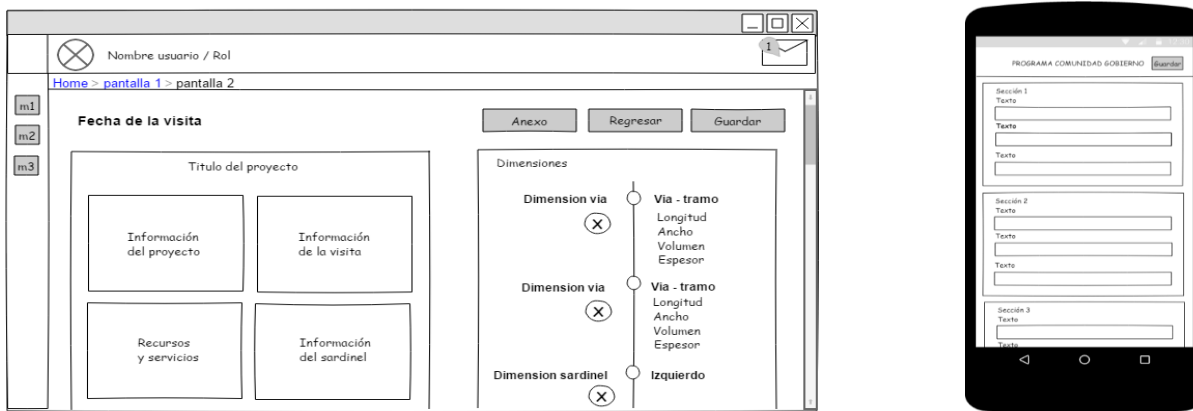 Nombre usuario / Rol
1
Home > pantalla 1 > pantalla 2
m1
m2
m3
Fecha de la visita
Anexo
Regresar
Guardar
Titulo del proyecto
Información
del proyecto
Información
de la visita
Recursos
y servicios
Información
del sardinel
Dimensiones
Dimension via
X
Via - tramo
Longitud
Ancho
Volumen
Espesor
Dimension via
X
Via - tramo
Longitud
Ancho
Volumen
Espesor
Dimension sardinel
X
Izquierdo
PROGRAMA COMUNIDAD GOBIERNO
Guardar
Sección 1
Texto
Texto
Texto
Sección 2
Texto
Texto
Texto
Sección 3
Texto
Texto